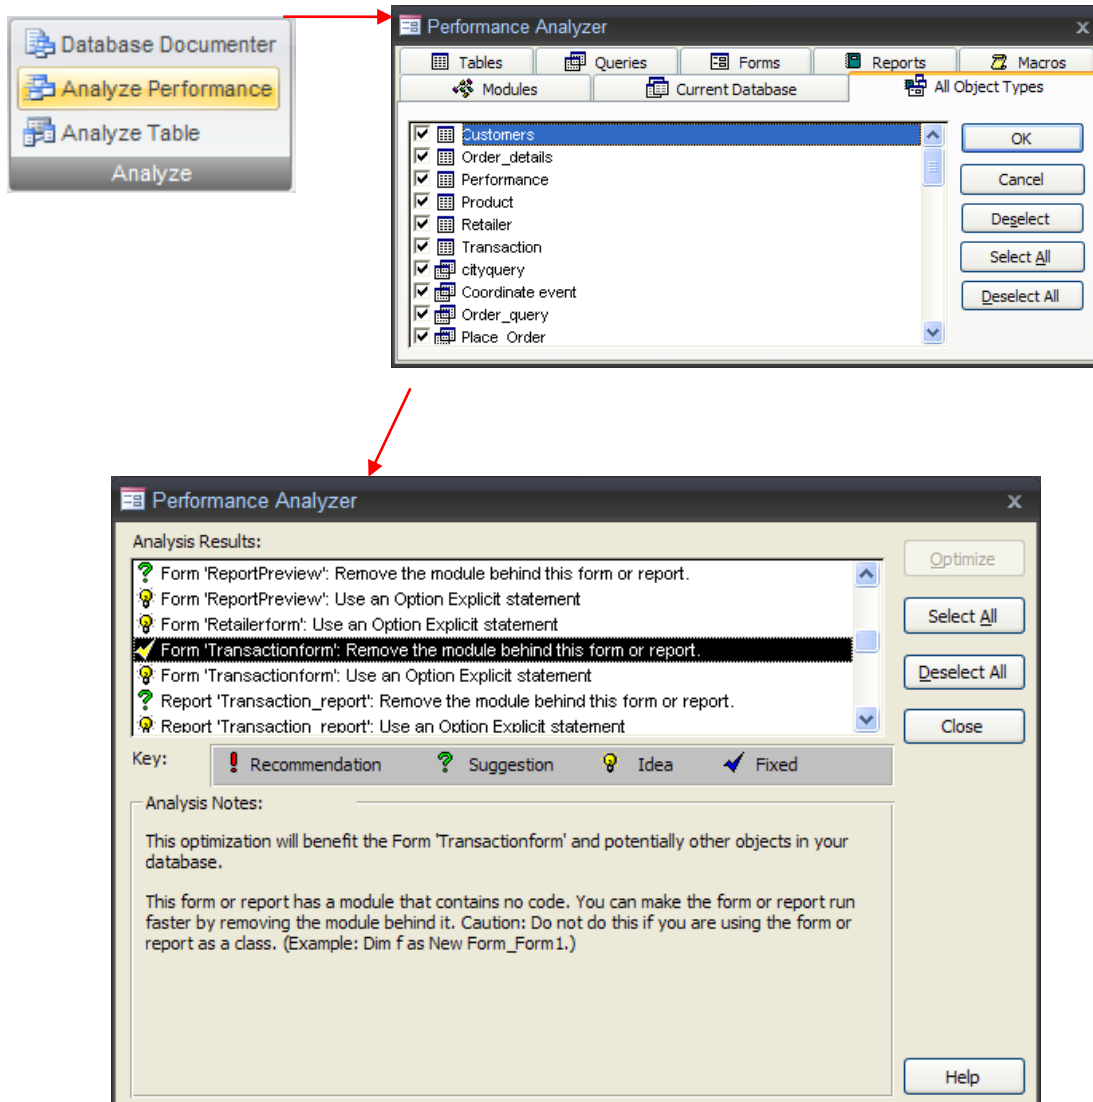 Database Documenter
Analyze Performance
Analyze Table
Analyze
Performance Analyzer
x
Tables Queries Forms Reports Macros
Modules Current Database All Object Types
Customers
Order_details
Performance
Product
Retailer
Transaction
cityquery
Coordinate event
Order_query
Place Order
OK
Cancel
Deselect
Select All
Deselect All
Performance Analyzer
x
Analysis Results:
Form 'ReportPreview': Remove the module behind this form or report.
Form 'ReportPreview': Use an Option Explicit statement
Form 'Retailerform': Use an Option Explicit statement
Form 'Transactionform': Remove the module behind this form or report.
Form 'Transactionform': Use an Option Explicit statement
Report 'Transaction_report': Remove the module behind this form or report.
Report 'Transaction_report': Use an Option Explicit statement
Optimize
Select All
Deselect All
Close
Key: Recommendation Suggestion Idea Fixed
Analysis Notes:
This optimization will benefit the Form 'Transactionform' and potentially other objects in your
database.
This form or report has a module that contains no code. You can make the form or report run
faster by removing the module behind it. Caution: Do not do this if you are using the form or
report as a class. (Example: Dim f as New Form_Form1.)
Help